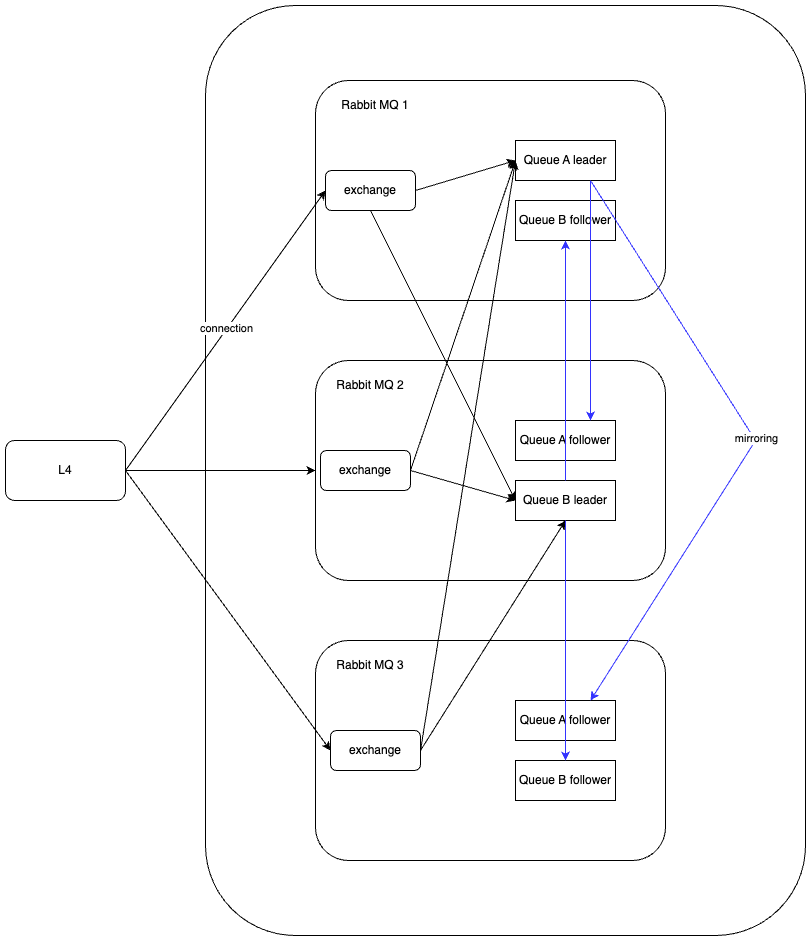 Rabbit MQ 1
Queue A leader
exchange
Queue B follower
connection
Rabbit MQ 2
Queue A follower
mirroring
L4
exchange
Queue B leader
Rabbit MQ 3
Queue A follower
exchange
Queue B follower